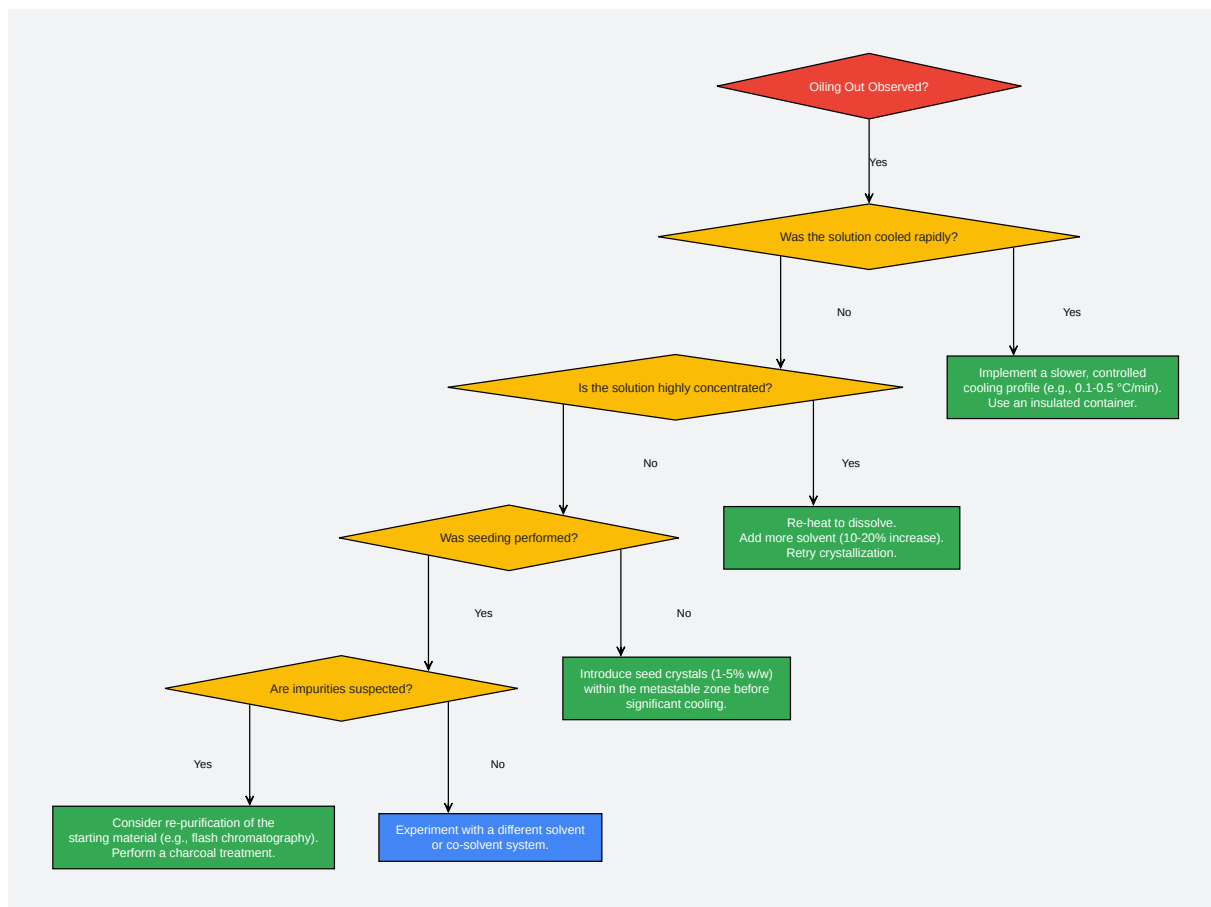 Oiling Out Observed?
Yes
Was the solution cooled rapidly?
No
Yes
Implement a slower, controlled
cooling profile (e.g., 0.1-0.5 °C/min).
Use an insulated container.
Is the solution highly concentrated?
No
Yes
Re-heat to dissolve.
Add more solvent (10-20% increase).
Retry crystallization.
Was seeding performed?
Yes
No
Introduce seed crystals (1-5% w/w)
within the metastable zone before
significant cooling.
Are impurities suspected?
Yes
No
Consider re-purification of the
starting material (e.g., flash chromatography).
Perform a charcoal treatment.
Experiment with a different solvent
or co-solvent system.